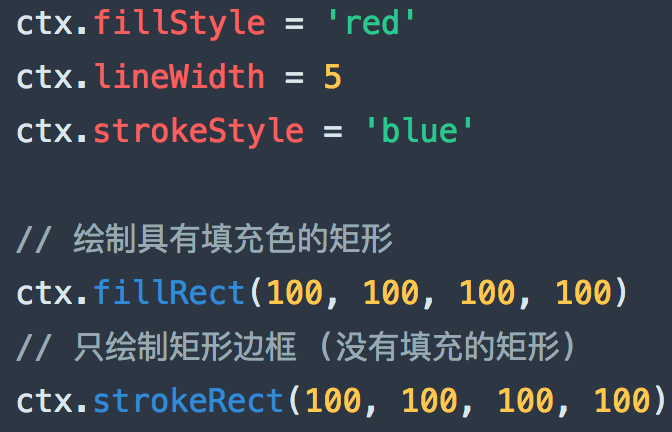 ctx.fillStyle = 'red'
ctx.lineWidth = 5
ctx.strokeStyle = 'blue'
// 绘制具有填充色的矩形
ctx.fillRect(100, 100, 100, 100)
// 只绘制矩形边框 (没有填充的矩形)
ctx.strokeRect(100, 100, 100, 100)